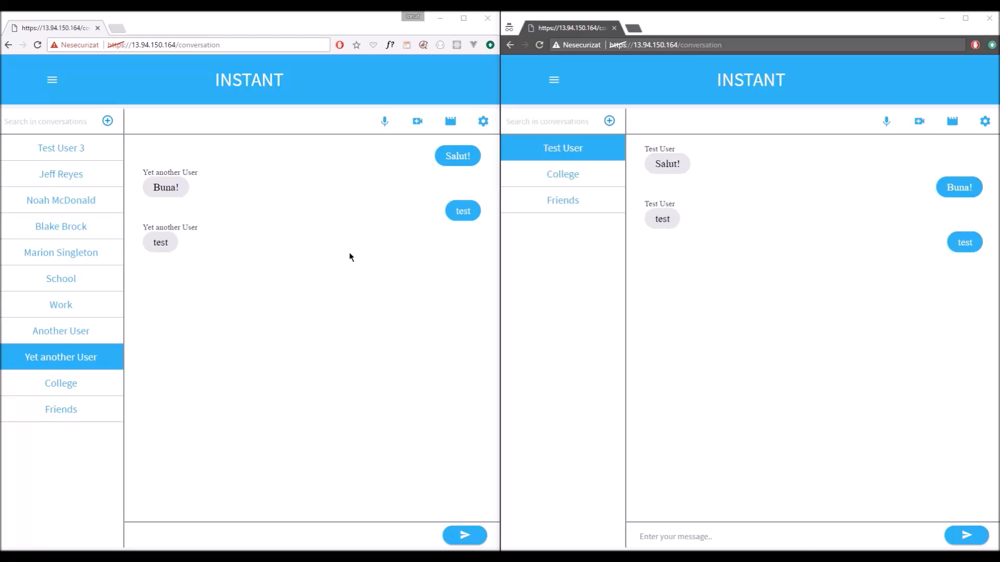 Ionut
https://13.94.150.164/co
Nesecurizat https://13.94.150.164/conversation
f?
INSTANT
Search in conversations
Test User 3
Jeff Reyes
Noah McDonald
Blake Brock
Marion Singleton
School
Work
Another User
Yet another User
College
Friends
Salut!
Yet another User
Buna!
test
Yet another User
test
https://13.94.150.164/co
Nesecurizat https://13.94.150.164/conversation
INSTANT
Search in conversations
Test User
College
Friends
Test User
Salut!
Buna!
Test User
test
test
Enter your message..